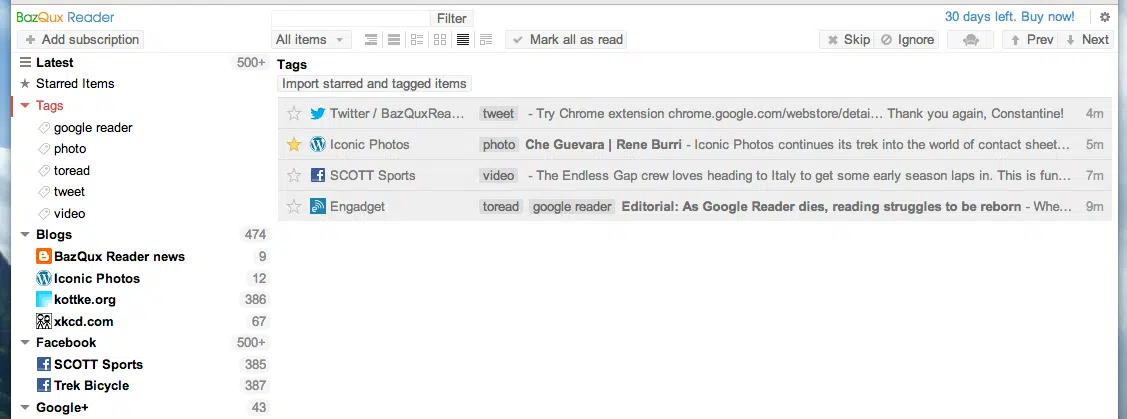 BazQux Reader
Filter
30 days left. Buy now!
Add subscription
All items
Mark all as read
Skip
Ignore
Prev
Next
Latest 500+
Starred Items
Tags
google reader
photo
toread
tweet
video
Blogs 474
BazQux Reader news 9
Iconic Photos 12
kottke.org 386
xkcd.com 67
Facebook 500+
SCOTT Sports 385
Trek Bicycle 387
Google+ 43
Tags
Import starred and tagged items
Twitter / BazQuxRea… tweet - Try Chrome extension chrome.google.com/webstore/detai… Thank you again, Constantine! 4m
Iconic Photos photo Che Guevara | Rene Burri - Iconic Photos continues its trek into the world of contact sheet… 5m
SCOTT Sports video - The Endless Gap crew loves heading to Italy to get some early season laps in. This is fun… 7m
Engadget toread google reader Editorial: As Google Reader dies, reading struggles to be reborn - Whe… 9m